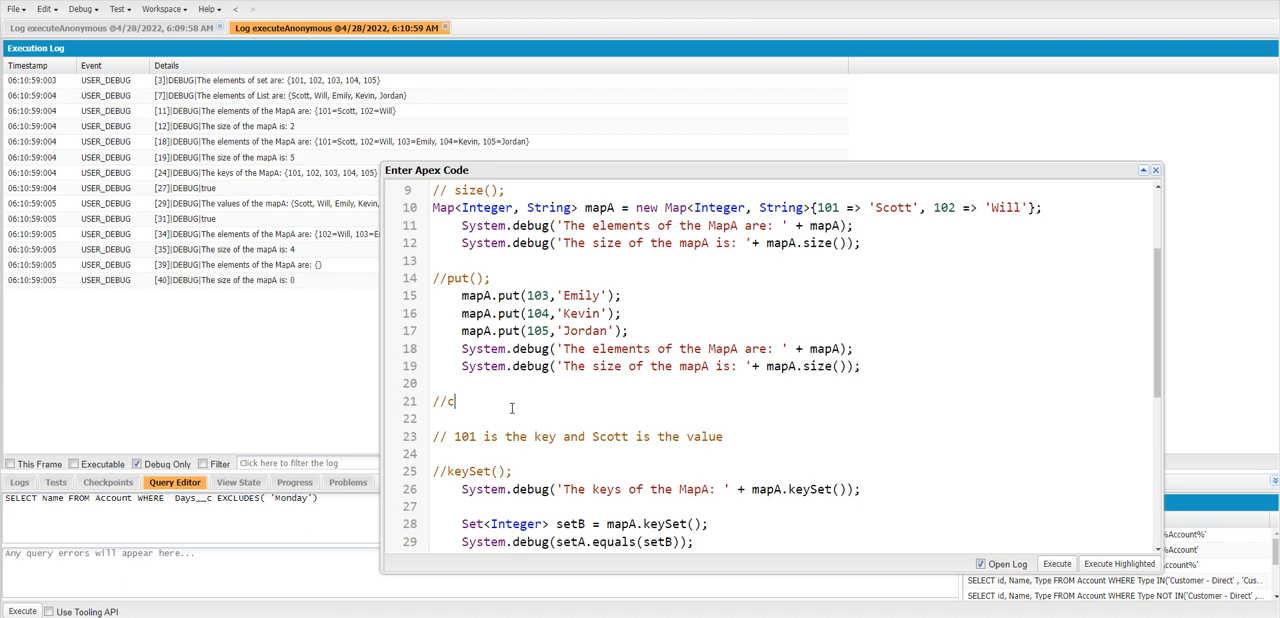 File Edit Debug Test Workspace Help < >
Log executeAnonymous @4/28/2022, 6:09:58 AM Log executeAnonymous @4/28/2022, 6:10:59 AM
Execution Log
Timestamp Event Details
06:10:59:003 USER_DEBUG [3]|DEBUG|The elements of set are: {101, 102, 103, 104, 105}
06:10:59:004 USER_DEBUG [7]|DEBUG|The elements of List are: (Scott, Will, Emily, Kevin, Jordan)
06:10:59:004 USER_DEBUG [11]|DEBUG|The elements of the MapA are: {101=Scott, 102=Will}
06:10:59:004 USER_DEBUG [12]|DEBUG|The size of the mapA is: 2
06:10:59:004 USER_DEBUG [18]|DEBUG|The elements of the MapA are: {101=Scott, 102=Will, 103=Emily, 104=Kevin, 105=Jordan}
06:10:59:004 USER_DEBUG [19]|DEBUG|The size of the mapA is: 5
06:10:59:004 USER_DEBUG [24]|DEBUG|The keys of the MapA: {101, 102, 103, 104, 105}
06:10:59:004 USER_DEBUG [27]|DEBUG|true
06:10:59:005 USER_DEBUG [29]|DEBUG|The values of the mapA: (Scott, Will, Emily, Kevin,
06:10:59:005 USER_DEBUG [31]|DEBUG|true
06:10:59:005 USER_DEBUG [34]|DEBUG|The elements of the MapA are: {102=Will, 103=E
06:10:59:005 USER_DEBUG [35]|DEBUG|The size of the mapA is: 4
06:10:59:005 USER_DEBUG [39]|DEBUG|The elements of the MapA are: {}
06:10:59:005 USER_DEBUG [40]|DEBUG|The size of the mapA is: 0
Enter Apex Code
9 // size();
10 Map<Integer, String> mapA = new Map<Integer, String>{101 => 'Scott', 102 => 'Will'};
11 System.debug('The elements of the MapA are: ' + mapA);
12 System.debug('The size of the mapA is: '+ mapA.size());
13
14 //put();
15 mapA.put(103,'Emily');
16 mapA.put(104,'Kevin');
17 mapA.put(105,'Jordan');
18 System.debug('The elements of the MapA are: ' + mapA);
19 System.debug('The size of the mapA is: '+ mapA.size());
20
21 //c
22
23 // 101 is the key and Scott is the value
24
25 //keySet();
26 System.debug('The keys of the MapA: ' + mapA.keySet());
27
28 Set<Integer> setB = mapA.keySet();
29 System.debug(setA.equals(setB));
Open Log Execute Execute Highlighted
This Frame Executable Debug Only Filter Click here to filter the log
Logs Tests Checkpoints Query Editor View State Progress Problems
SELECT Name FROM Account WHERE Days__c EXCLUDES( 'Monday')
Any query errors will appear here...
%Account%'
%Account'
ccount%'
SELECT id, Name, Type FROM Account WHERE Type IN('Customer - Direct' , 'Cus
SELECT id, Name, Type FROM Account WHERE Type NOT IN('Customer - Direct' ,
Execute Use Tooling API